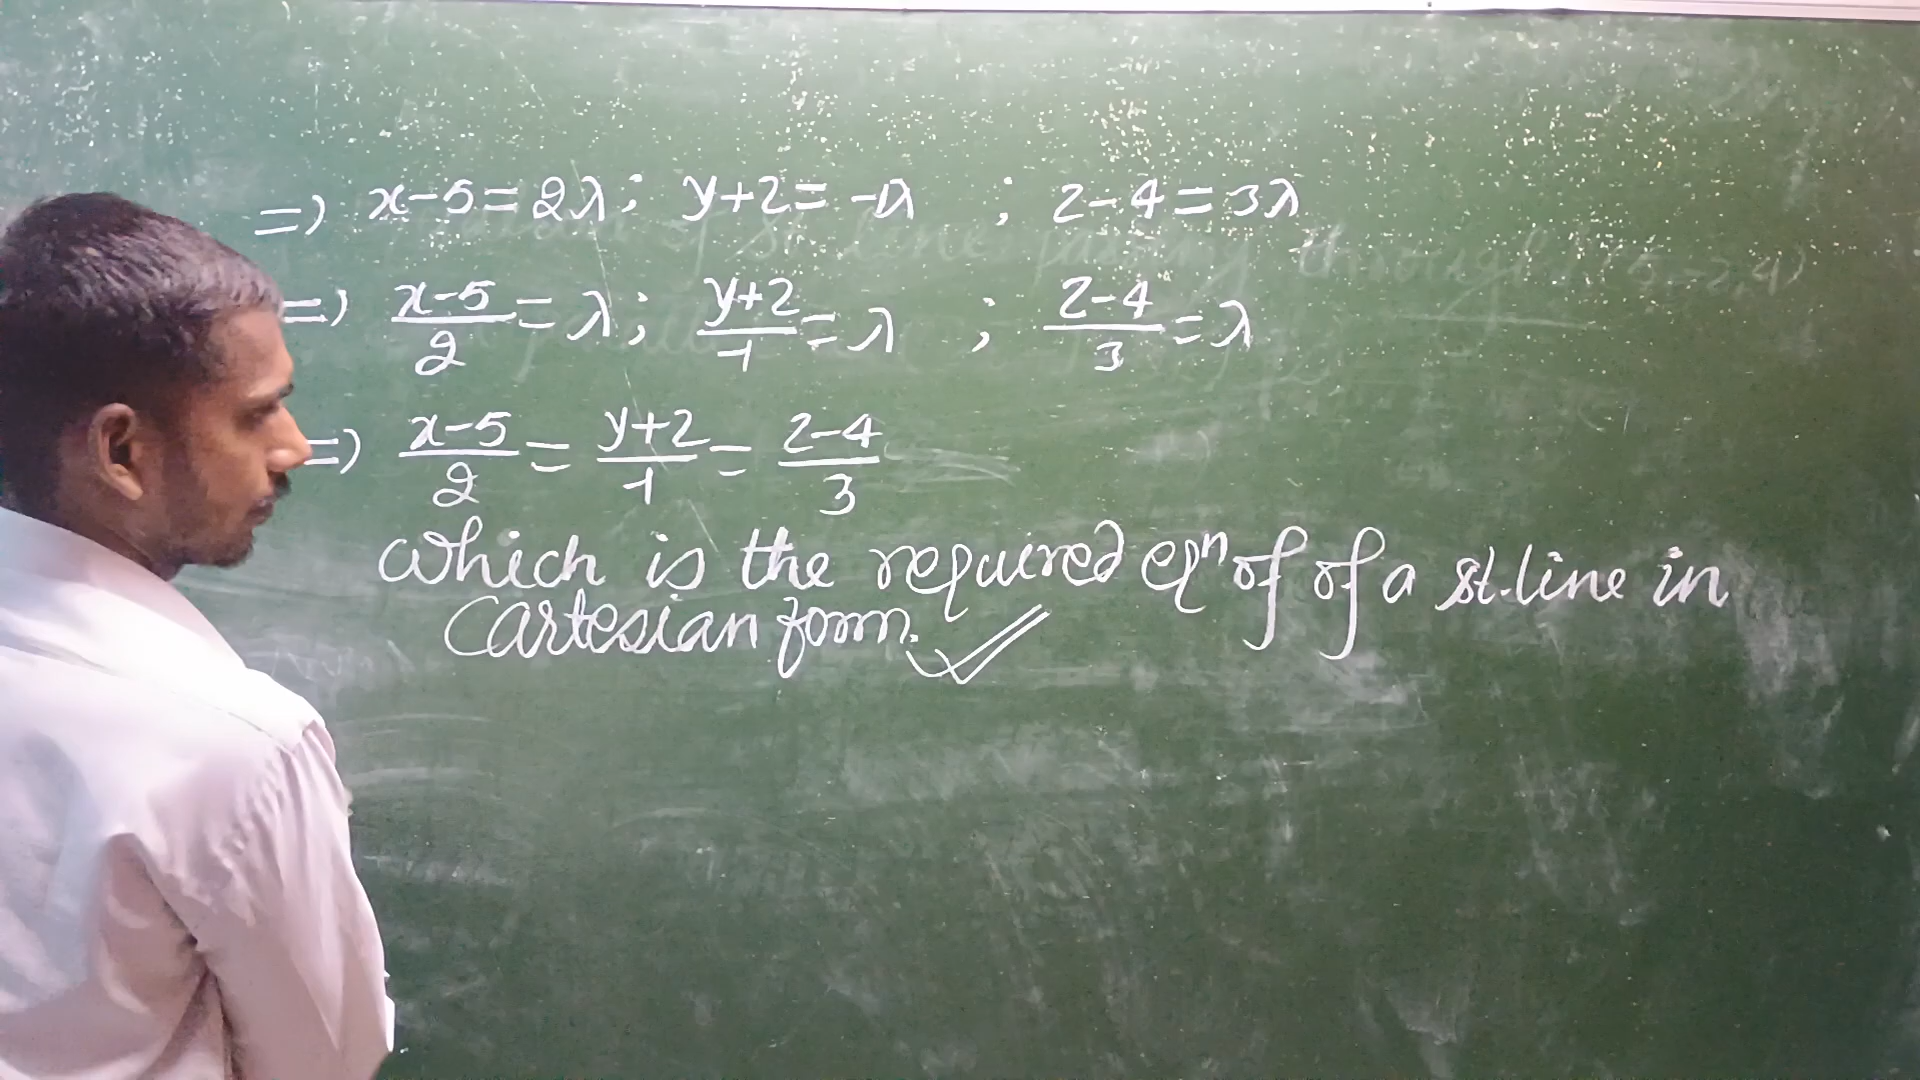 =) x-5=2λ; y+2= -1λ ; z-4=3λ
=) x-5/2 = λ; y+2/-1 = λ ; z-4/3 = λ
=) x-5/2 = y+2/-1 = z-4/3
which is the required eqⁿ of of a st.line in
Cartesian form.